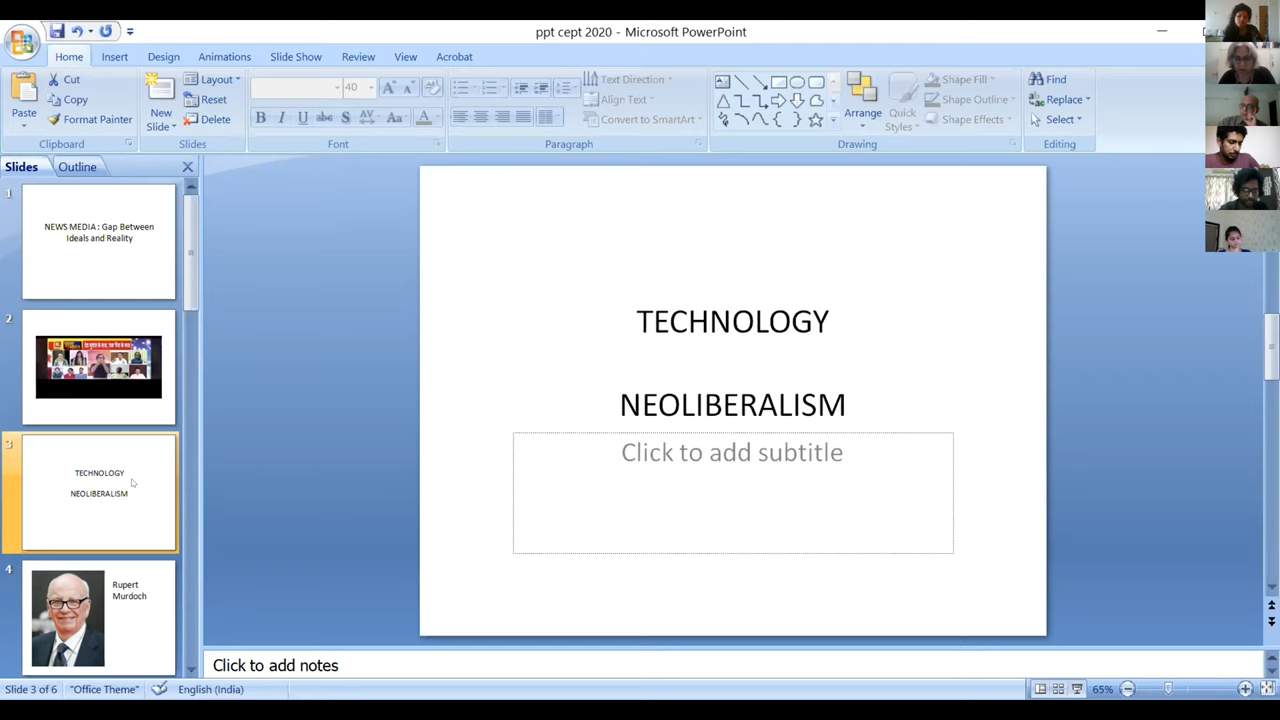 ppt cept 2020 - Microsoft PowerPoint
Home Insert Design Animations Slide Show Review View Acrobat
Paste
Cut
Copy
Format Painter
Clipboard
New
Slide
Layout
Reset
Delete
Slides
40
Font
Text Direction
Align Text
Convert to SmartArt
Paragraph
Arrange
Quick
Styles
Shape Fill
Shape Outline
Shape Effects
Drawing
Find
Replace
Select
Editing
Slides Outline
1
NEWS MEDIA : Gap Between
Ideals and Reality
2
3
TECHNOLOGY
NEOLIBERALISM
4
Rupert
Murdoch
TECHNOLOGY
NEOLIBERALISM
Click to add subtitle
Click to add notes
Slide 3 of 6 "Office Theme" English (India) 65%